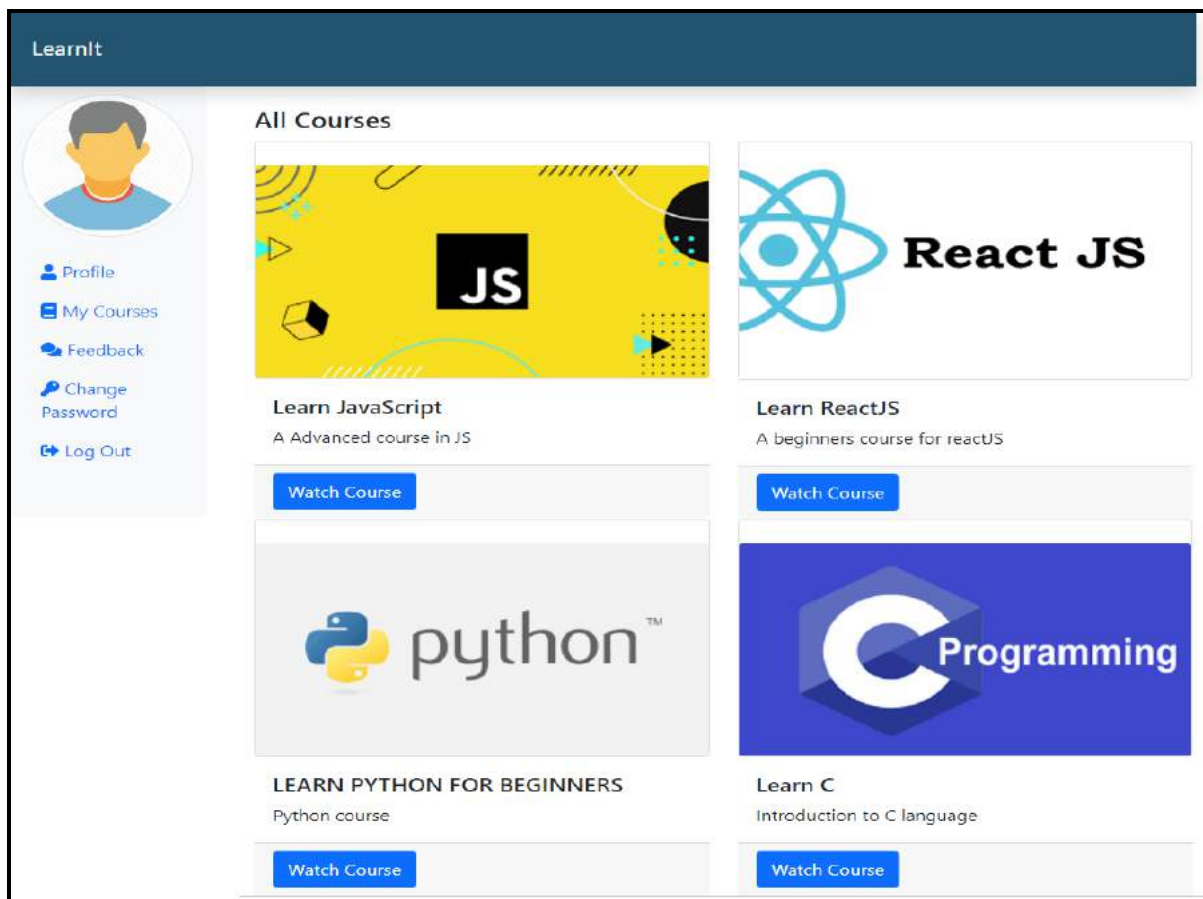 LearnIt
Profile
My Courses
Feedback
Change
Password
Log Out
All Courses
JS
Learn JavaScript
A Advanced course in JS
Watch Course
React JS
Learn ReactJS
A beginners course for reactJS
Watch Course
python™
LEARN PYTHON FOR BEGINNERS
Python course
Watch Course
C Programming
Learn C
Introduction to C language
Watch Course